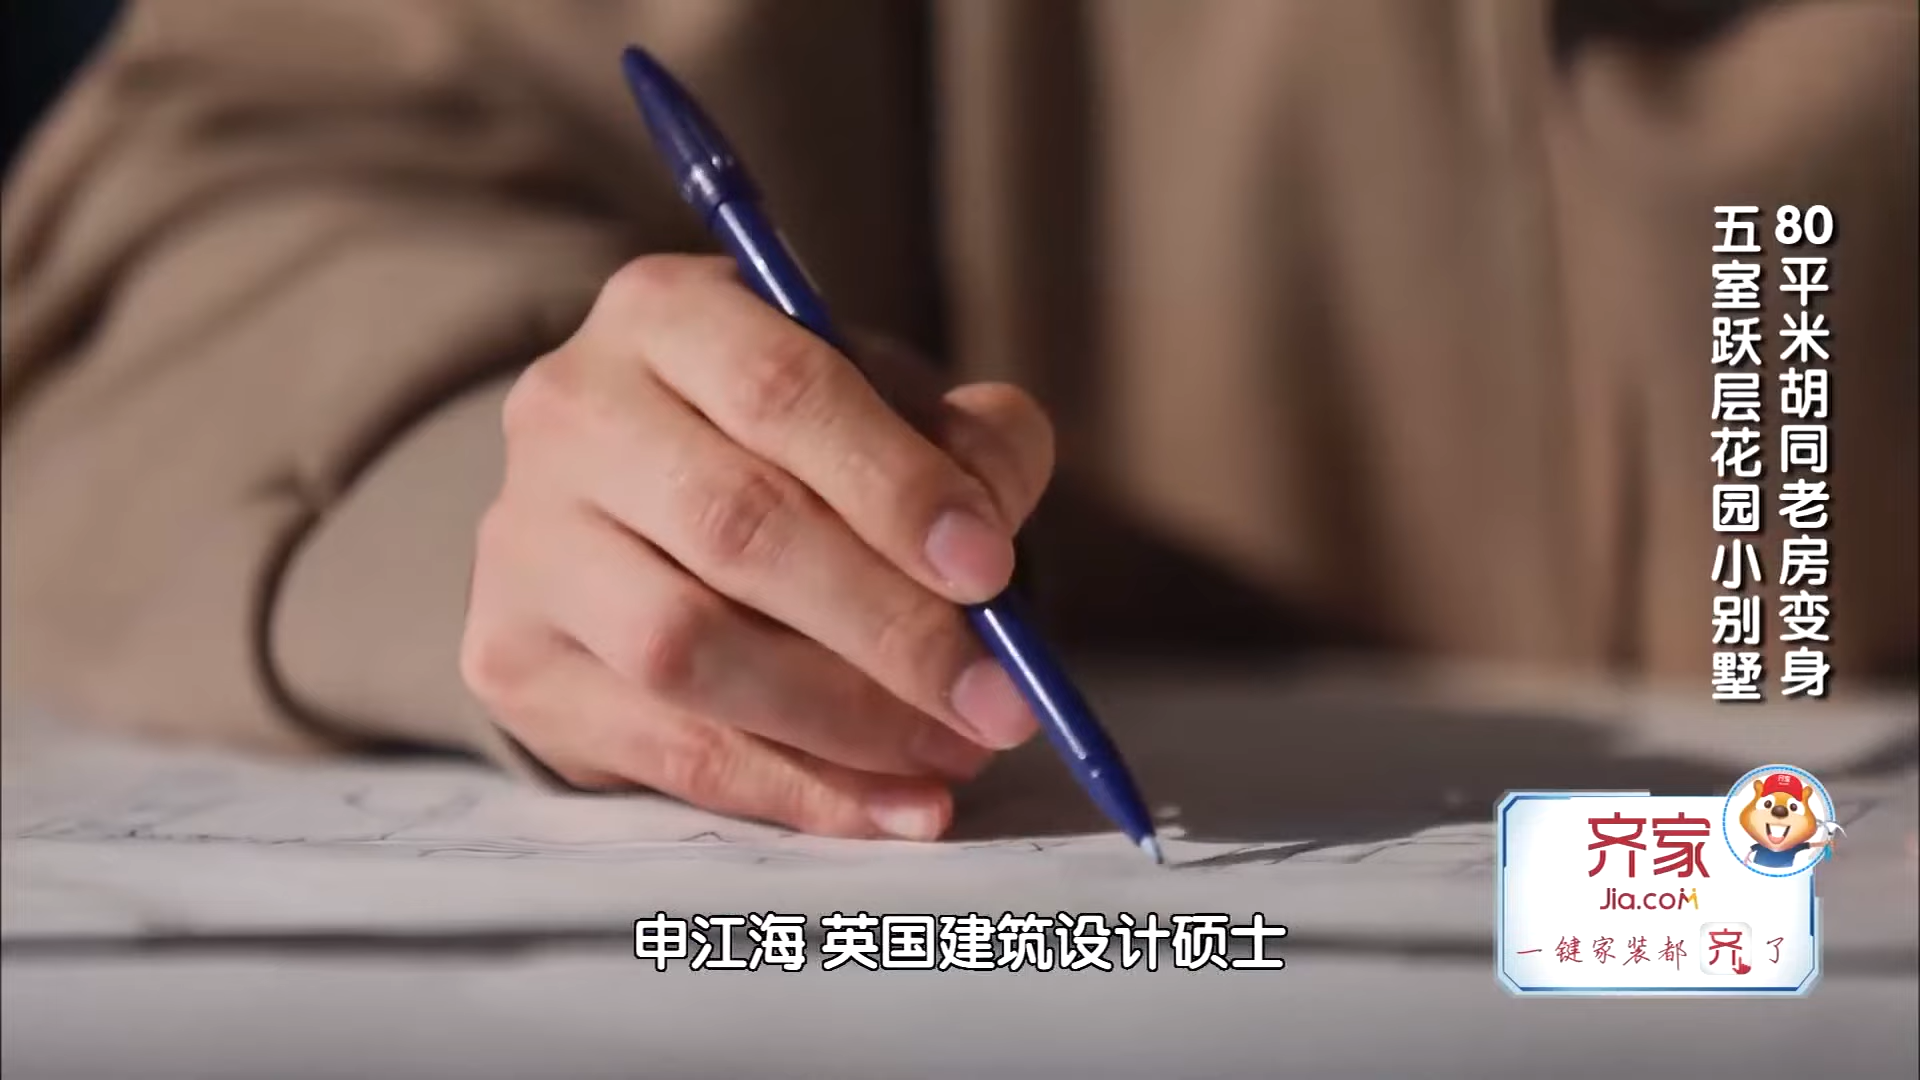 80平米胡同老房变身
五室跃层花园小别墅
齐家
Jia.com
一键家装都齐了
申江海 英国建筑设计硕士